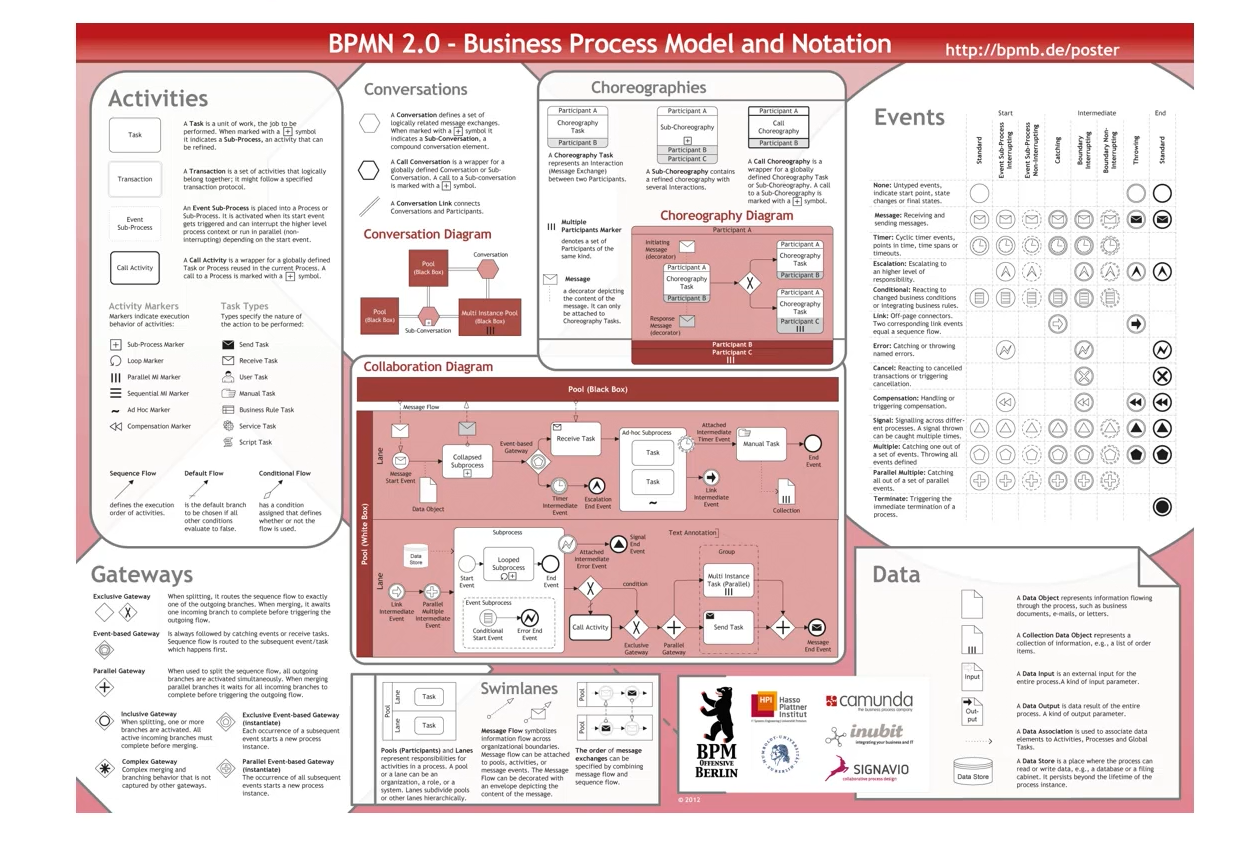 BPMN 2.0 - Business Process Model and Notation
http://bpmb.de/poster
Activities
Task
A Task is a unit of work, the job to be
performed. When marked with a + symbol
it indicates a Sub-Process, an activity that can
be refined.
Transaction
A Transaction is a set of activities that logically
belong together; it might follow a specified
transaction protocol.
Event
Sub-Process
An Event Sub-Process is placed into a Process or
Sub-Process. It is activated when its start event
gets triggered and can interrupt the higher level
process context or run in parallel (non-
interrupting) depending on the start event.
Call Activity
A Call Activity is a wrapper for a globally defined
Task or Process reused in the current Process. A
call to a Process is marked with a + symbol.
Activity Markers
Markers indicate execution
behavior of activities:
Sub-Process Marker
Loop Marker
Parallel MI Marker
Sequential MI Marker
Ad Hoc Marker
Compensation Marker
Task Types
Types specify the nature of
the action to be performed:
Send Task
Receive Task
User Task
Manual Task
Business Rule Task
Service Task
Script Task
Sequence Flow
defines the execution
order of activities.
Default Flow
is the default branch
to be chosen if all
other conditions
evaluate to false.
Conditional Flow
has a condition
assigned that defines
whether or not the
flow is used.
Gateways
Exclusive Gateway
When splitting, it routes the sequence flow to exactly
one of the outgoing branches. When merging, it awaits
one incoming branch to complete before triggering the
outgoing flow.
Event-based Gateway
Is always followed by catching events or receive tasks.
Sequence flow is routed to the subsequent event/task
which happens first.
Parallel Gateway
When used to split the sequence flow, all outgoing
branches are activated simultaneously. When merging
parallel branches it waits for all incoming branches to
complete before triggering the outgoing flow.
Inclusive Gateway
When splitting, one or more
branches are activated. All
active incoming branches must
complete before merging.
Exclusive Event-based Gateway
(instantiate)
Each occurrence of a subsequent
event starts a new process
instance.
Complex Gateway
Complex merging and
branching behavior that is not
captured by other gateways.
Parallel Event-based Gateway
(instantiate)
The occurrence of all subsequent
events starts a new process
instance.
Conversations
A Conversation defines a set of
logically related message exchanges.
When marked with a + symbol it
indicates a Sub-Conversation, a
compound conversation element.
A Call Conversation is a wrapper for a
globally defined Conversation or Sub-
Conversation. A call to a Sub-conversation
is marked with a + symbol.
A Conversation Link connects
Conversations and Participants.
Conversation Diagram
Conversation
Pool
(Black Box)
Pool
(Black Box)
Multi Instance Pool
(Black Box)
Sub-Conversation
Choreographies
Participant A
Choreography
Task
Participant B
A Choreography Task
represents an Interaction
(Message Exchange)
between two Participants.
Participant A
Sub-Choreography
Participant B
Participant C
A Sub-Choreography contains
a refined choreography with
several Interactions.
Participant A
Call
Choreography
Participant B
A Call Choreography is a
wrapper for a globally
defined Choreography Task
or Sub-Choreography. A call
to a Sub-Choreography is
marked with a + symbol.
Multiple
Participants Marker
denotes a set of
Participants of the
same kind.
Message
a decorator depicting
the content of the
message. It can only
be attached to
Choreography Tasks.
Choreography Diagram
Participant A
Initiating
Message
(decorator)
Participant A
Choreography
Task
Participant B
Response
Message
(decorator)
Participant A
Choreography
Task
Participant B
Participant A
Choreography
Task
Participant C
Participant B
Participant C
Collaboration Diagram
Pool (Black Box)
Message Flow
Pool (White Box)
Lane
Message
Start Event
Data Object
Collapsed
Subprocess
Event-based
Gateway
Receive Task
Timer
Intermediate
Event
Escalation
End Event
Ad-hoc Subprocess
Task
Task
~
Attached
Intermediate
Timer Event
Manual Task
End
Event
Link
Intermediate
Event
Collection
Lane
Data
Store
Link
Intermediate
Event
Parallel
Multiple
Intermediate
Event
Subprocess
Start
Event
Looped
Subprocess
End
Event
Event Subprocess
Conditional
Start Event
Error End
Event
Attached
Intermediate
Error Event
Signal
End
Event
condition
Call Activity
Exclusive
Gateway
Parallel
Gateway
Text Annotation
Group
Multi Instance
Task (Parallel)
Send Task
Message
End Event
Swimlanes
Pool
Lane
Task
Lane
Task
Pools (Participants) and Lanes
represent responsibilities for
activities in a process. A pool
or a lane can be an
organization, a role, or a
system. Lanes subdivide pools
or other lanes hierarchically.
Message Flow symbolizes
information flow across
organizational boundaries.
Message flow can be attached
to pools, activities, or
message events. The Message
Flow can be decorated with
an envelope depicting the
content of the message.
Pool
Pool
The order of message
exchanges can be
specified by combining
message flow and
sequence flow.
Events
Start
Intermediate
End
Standard
Event Sub-Process
Interrupting
Event Sub-Process
Non-Interrupting
Catching
Boundary
Interrupting
Boundary Non-
Interrupting
Throwing
Standard
None: Untyped events,
indicate start point, state
changes or final states.
Message: Receiving and
sending messages.
Timer: Cyclic timer events,
points in time, time spans or
timeouts.
Escalation: Escalating to
an higher level of
responsibility.
Conditional: Reacting to
changed business conditions
or integrating business rules.
Link: Off-page connectors.
Two corresponding link events
equal a sequence flow.
Error: Catching or throwing
named errors.
Cancel: Reacting to cancelled
transactions or triggering
cancellation.
Compensation: Handling or
triggering compensation.
Signal: Signalling across differ-
ent processes. A signal thrown
can be caught multiple times.
Multiple: Catching one out of
a set of events. Throwing all
events defined
Parallel Multiple: Catching
all out of a set of parallel
events.
Terminate: Triggering the
immediate termination of a
process.
Data
A Data Object represents information flowing
through the process, such as business
documents, e-mails, or letters.
A Collection Data Object represents a
collection of information, e.g., a list of order
items.
Input
A Data Input is an external input for the
entire process.A kind of input parameter.
Out-
put
A Data Output is data result of the entire
process. A kind of output parameter.
A Data Association is used to associate data
elements to Activities, Processes and Global
Tasks.
Data Store
A Data Store is a place where the process can
read or write data, e.g., a database or a filing
cabinet. It persists beyond the lifetime of the
process instance.
BPM
OFFENSIVE
BERLIN
HPI
Hasso
Plattner
Institut
camunda
the business process company
inubit
integrating your business and IT
SIGNAVIO
collaborative process design
© 2012